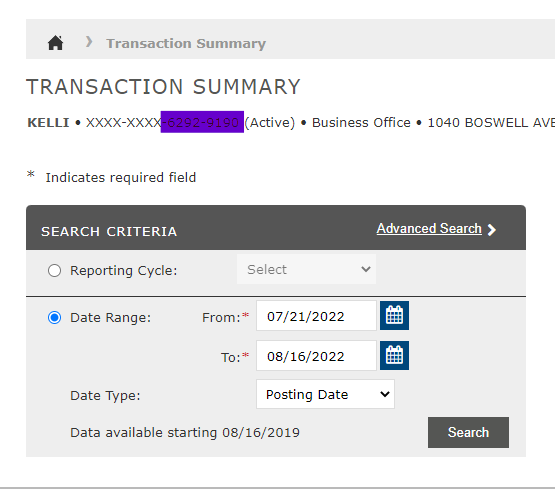 Transaction Summary
TRANSACTION SUMMARY
KELLI • XXXX-XXXX-6292-9190 (Active) • Business Office • 1040 BOSWELL AVE
* Indicates required field
SEARCH CRITERIA Advanced Search
Reporting Cycle: Select
Date Range: From:* 07/21/2022
To:* 08/16/2022
Date Type: Posting Date
Data available starting 08/16/2019 Search